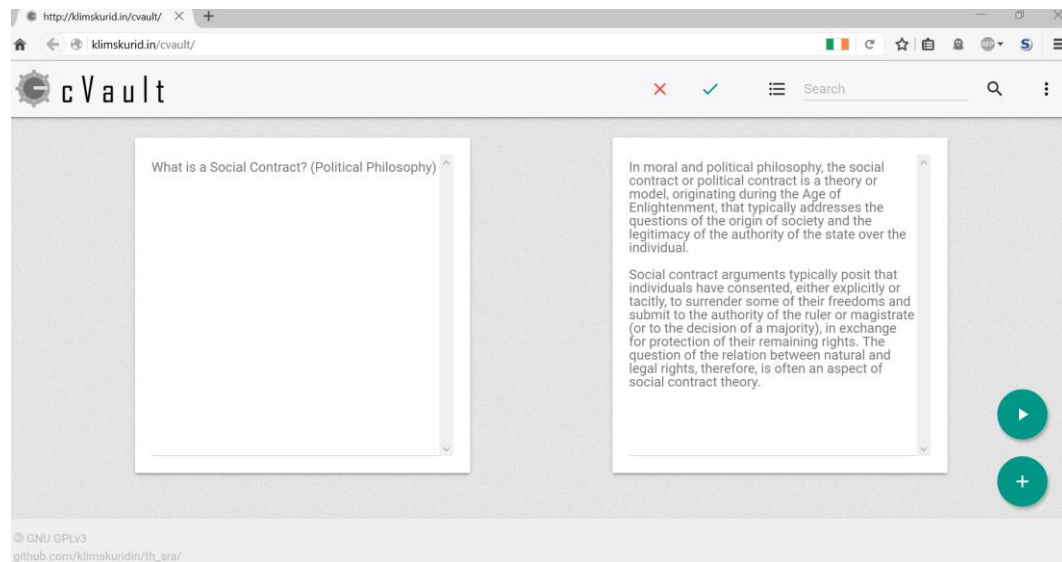 http://klimskurid.in/cvault/
klimskurid.in/cvault/
cVault
Search
What is a Social Contract? (Political Philosophy)
In moral and political philosophy, the social
contract or political contract is a theory or
model, originating during the Age of
Enlightenment, that typically addresses the
questions of the origin of society and the
legitimacy of the authority of the state over the
individual.
Social contract arguments typically posit that
individuals have consented, either explicitly or
tacitly, to surrender some of their freedoms and
submit to the authority of the ruler or magistrate
(or to the decision of a majority), in exchange
for protection of their remaining rights. The
question of the relation between natural and
legal rights, therefore, is often an aspect of
social contract theory.
GNU GPLv3
github.com/klimskuridin/th_sra/